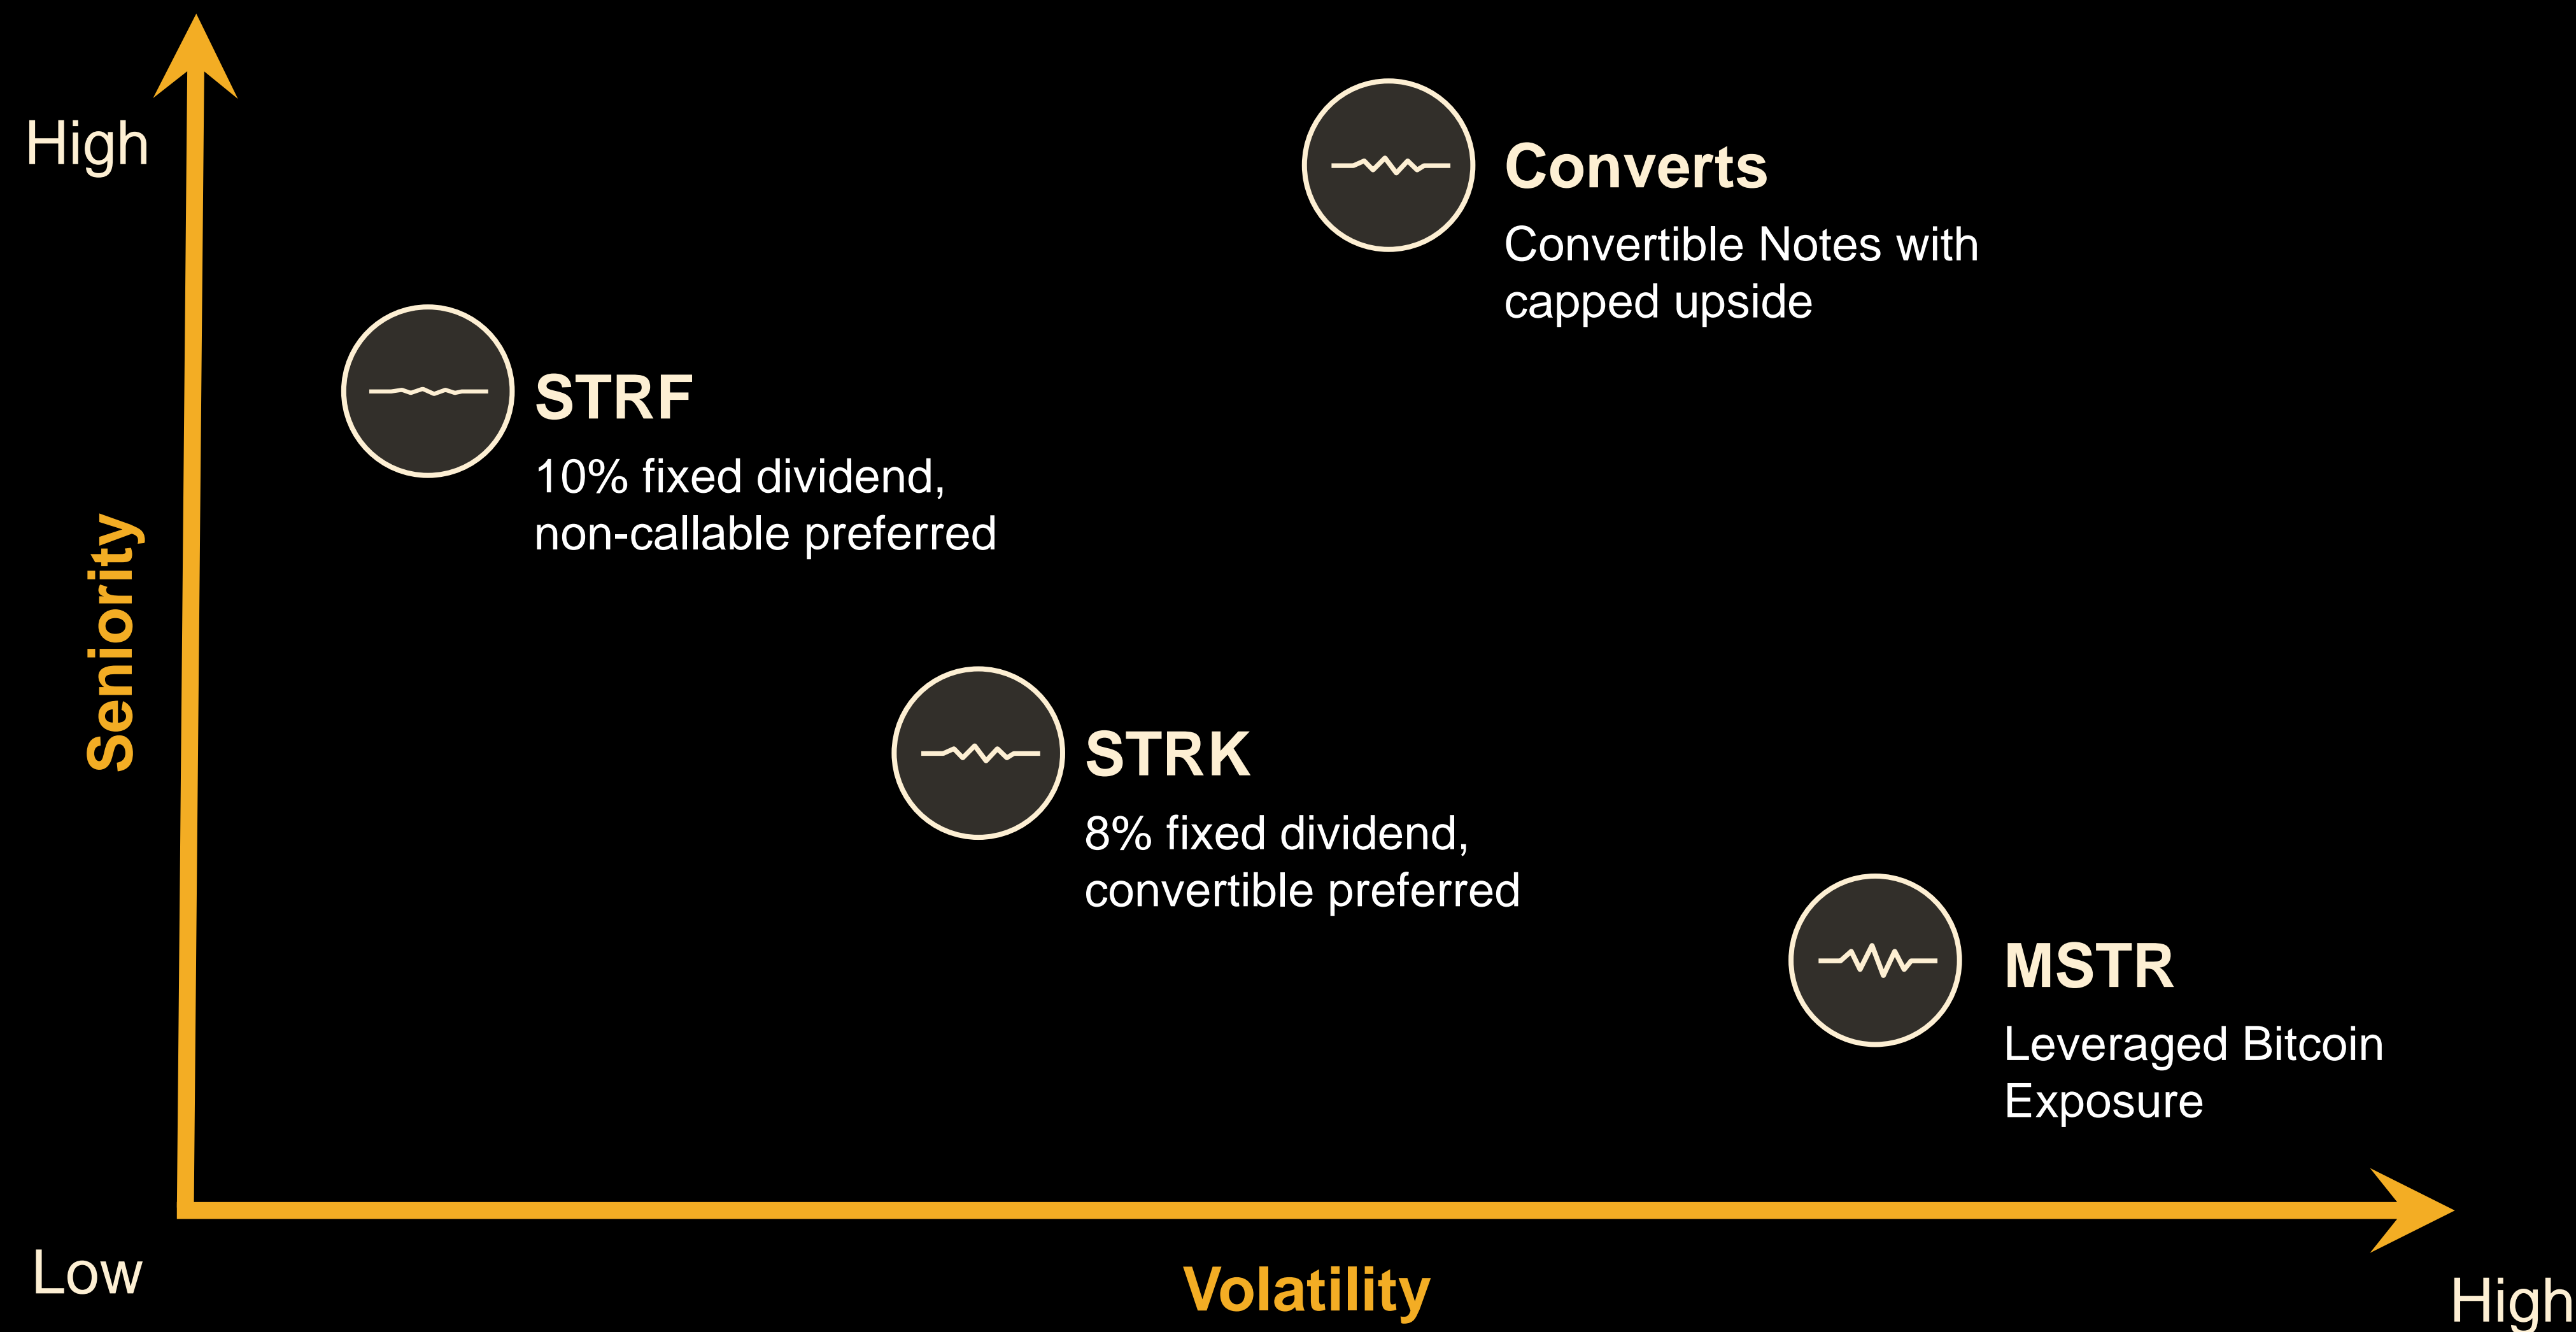 High
Converts
Convertible Notes with
capped upside
STRF
10% fixed dividend,
non-callable preferred
Seniority
STRK
8% fixed dividend,
convertible preferred
MSTR
Leveraged Bitcoin
Exposure
Low
Volatility
High